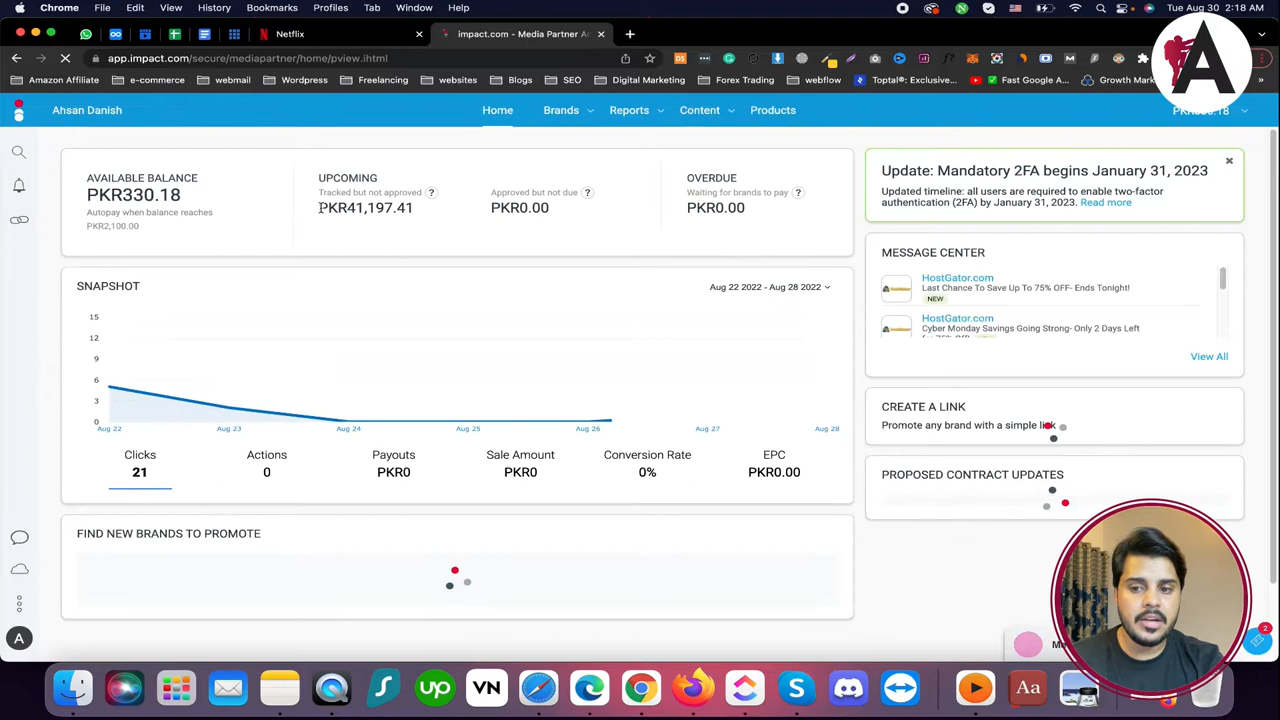 Chrome File Edit View History Bookmarks Profiles Tab Window Help
Tue Aug 30 2:18 AM
Netflix
impact.com - Media Partner Ac
app.impact.com/secure/mediapartner/home/pview.ihtml
Amazon Affiliate e-commerce webmail Wordpress Freelancing websites Blogs SEO Digital Marketing Forex Trading webflow Toptal®: Exclusive... Fast Google A... Growth Mark
A
Ahsan Danish
Home Brands Reports Content Products
AVAILABLE BALANCE
PKR330.18
Autopay when balance reaches
PKR2,100.00
UPCOMING
Tracked but not approved ?
PKR41,197.41
Approved but not due ?
PKR0.00
OVERDUE
Waiting for brands to pay ?
PKR0.00
SNAPSHOT
Aug 22 2022 - Aug 28 2022
15
12
9
6
3
0
Aug 22 Aug 23 Aug 24 Aug 25 Aug 26 Aug 27 Aug 28
Clicks Actions Payouts Sale Amount Conversion Rate EPC
21 0 PKR0 PKR0 0% PKR0.00
FIND NEW BRANDS TO PROMOTE
Update: Mandatory 2FA begins January 31, 2023
Updated timeline: all users are required to enable two-factor
authentication (2FA) by January 31, 2023. Read more
MESSAGE CENTER
HostGator.com
Last Chance To Save Up To 75% OFF- Ends Tonight!
NEW
HostGator.com
Cyber Monday Savings Going Strong- Only 2 Days Left
View All
CREATE A LINK
Promote any brand with a simple link
PROPOSED CONTRACT UPDATES
A
2
up
VN
S
Aa